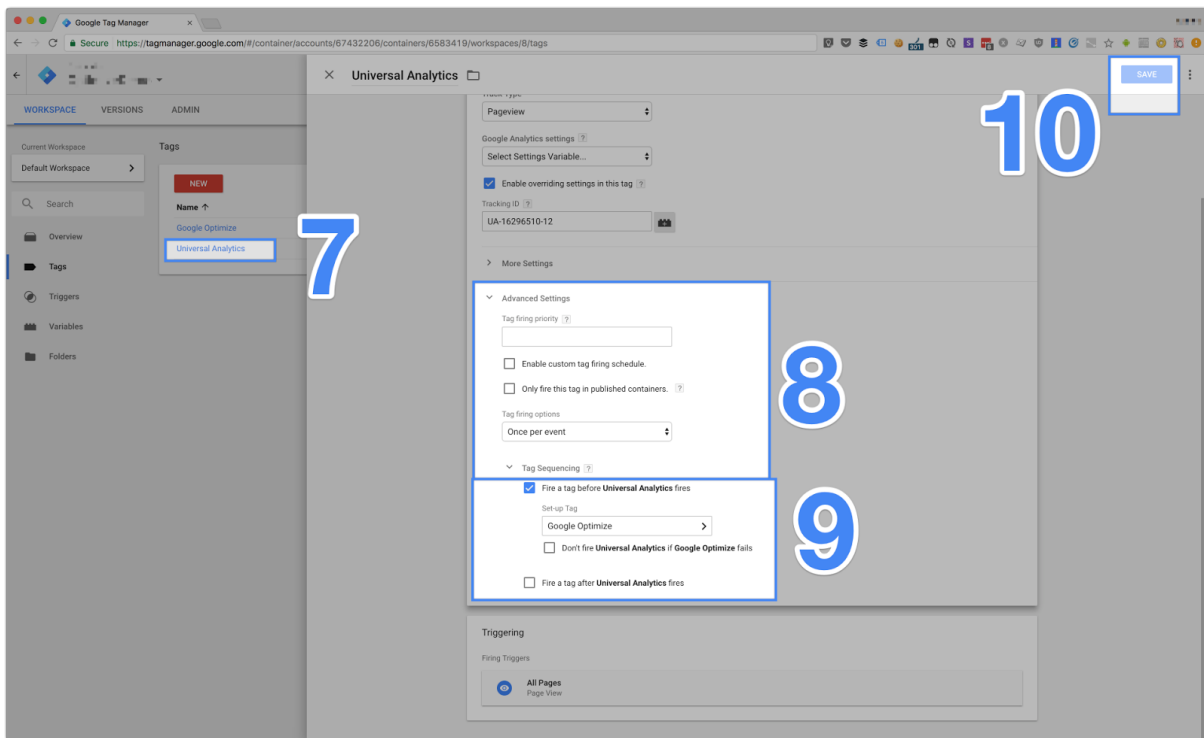 Google Tag Manager
Secure https://tagmanager.google.com/#/container/accounts/67432206/containers/6583419/workspaces/8/tags
301
Universal Analytics
SAVE
10
WORKSPACE VERSIONS ADMIN
Track Type
Pageview
Google Analytics settings ?
Select Settings Variable...
Enable overriding settings in this tag ?
Tracking ID ?
UA-16296510-12
More Settings
Current Workspace
Default Workspace
Search
Overview
Tags
Triggers
Variables
Folders
Tags
NEW
Name
Google Optimize
Universal Analytics
7
Advanced Settings
Tag firing priority ?
Enable custom tag firing schedule.
Only fire this tag in published containers. ?
Tag firing options
Once per event
8
Tag Sequencing ?
Fire a tag before Universal Analytics fires
Set-up Tag
Google Optimize
Don't fire Universal Analytics if Google Optimize fails
Fire a tag after Universal Analytics fires
9
Triggering
Firing Triggers
All Pages
Page View